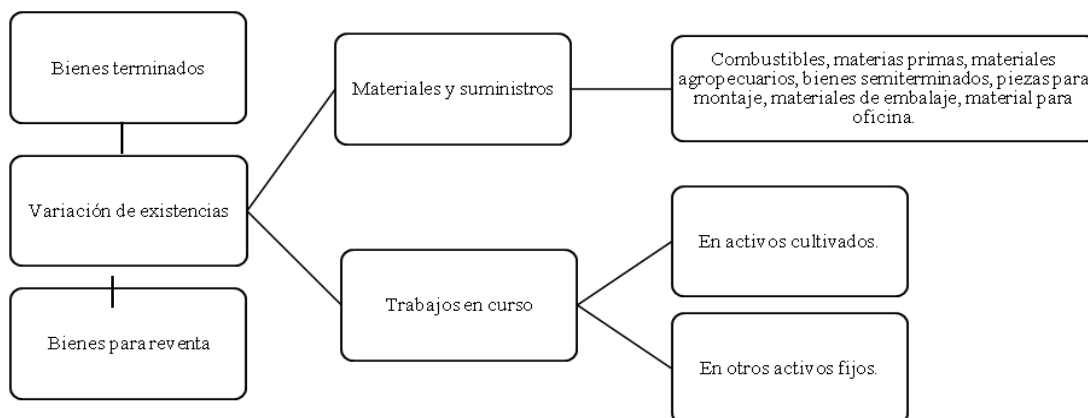 Bienes terminados
Variación de existencias
Bienes para reventa
Materiales y suministros
Combustibles, materias primas, materiales
agropecuarios, bienes semiterminados, piezas para
montaje, materiales de embalaje, material para
oficina.
Trabajos en curso
En activos cultivados.
En otros activos fijos.